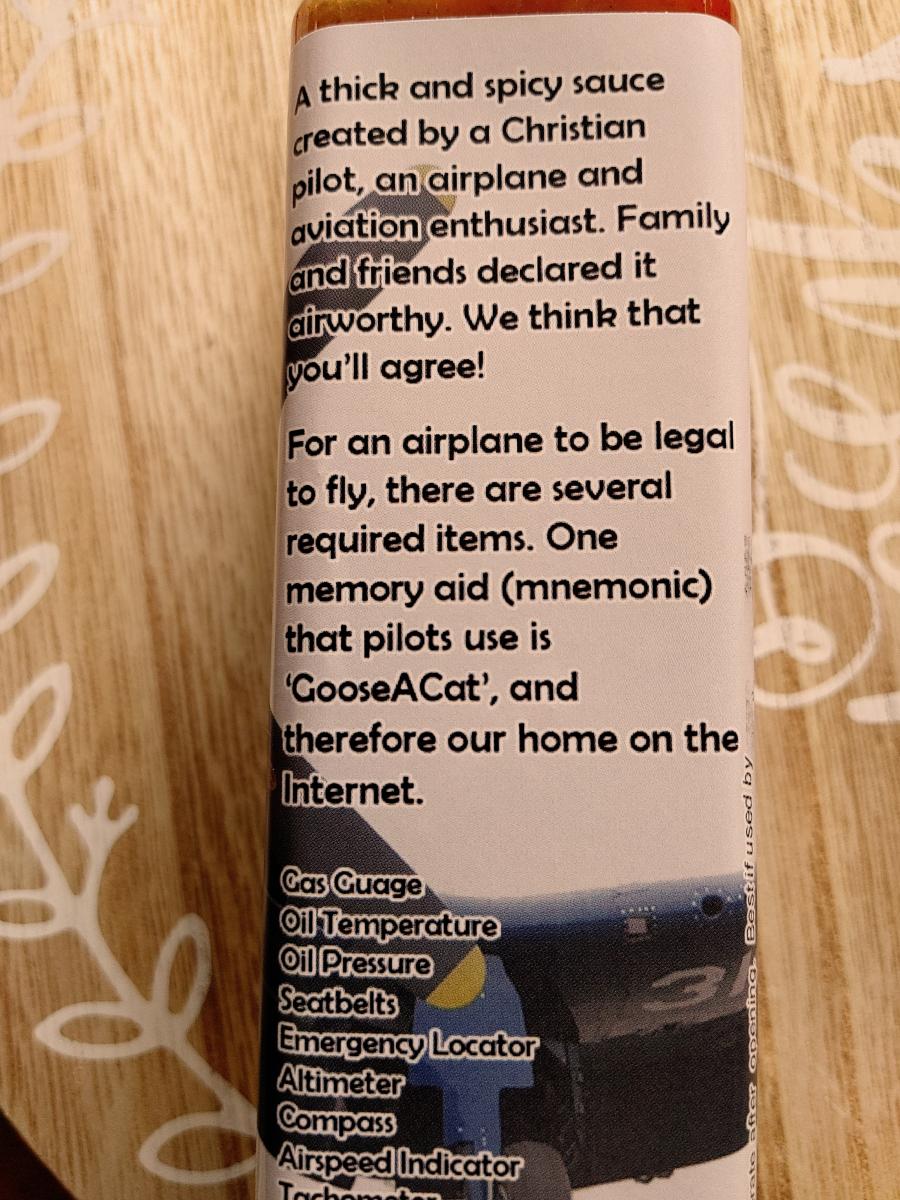 A thick and spicy sauce
created by a Christian
pilot, an airplane and
aviation enthusiast. Family
and friends declared it
airworthy. We think that
you'll agree!
For an airplane to be legal
to fly, there are several
required items. One
memory aid (mnemonic)
that pilots use is
‘GooseACat’, and
therefore our home on the
Internet.
Gas Guage
Oil Temperature
Oil Pressure
Seatbelts
Emergency Locator
Altimeter
Compass
Airspeed Indicator
Tachometer
after opening. Best if used by